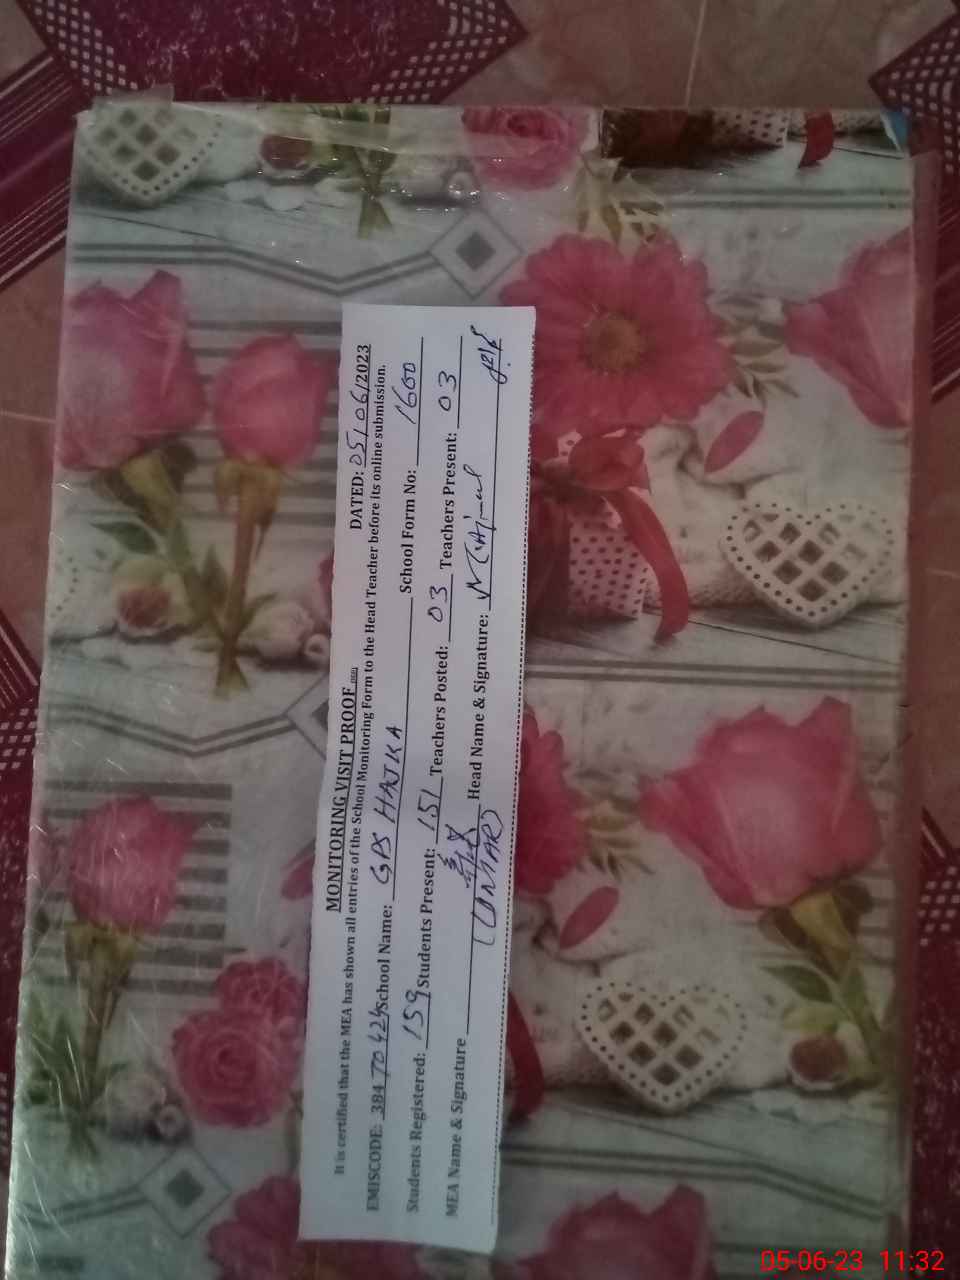 MONITORING VISIT PROOF
DATED: 05/06/2023
It is certified that the MEA has shown all entries of the School Monitoring Form to the Head Teacher before its online submission.
EMISCODE: 38470424 School Name: GPS HAJKA School Form No: 1600
Students Registered: 159 Students Present: 151 Teachers Posted: 03 Teachers Present: 03
MEA Name & Signature Head Name & Signature:
05-06-23 11:32